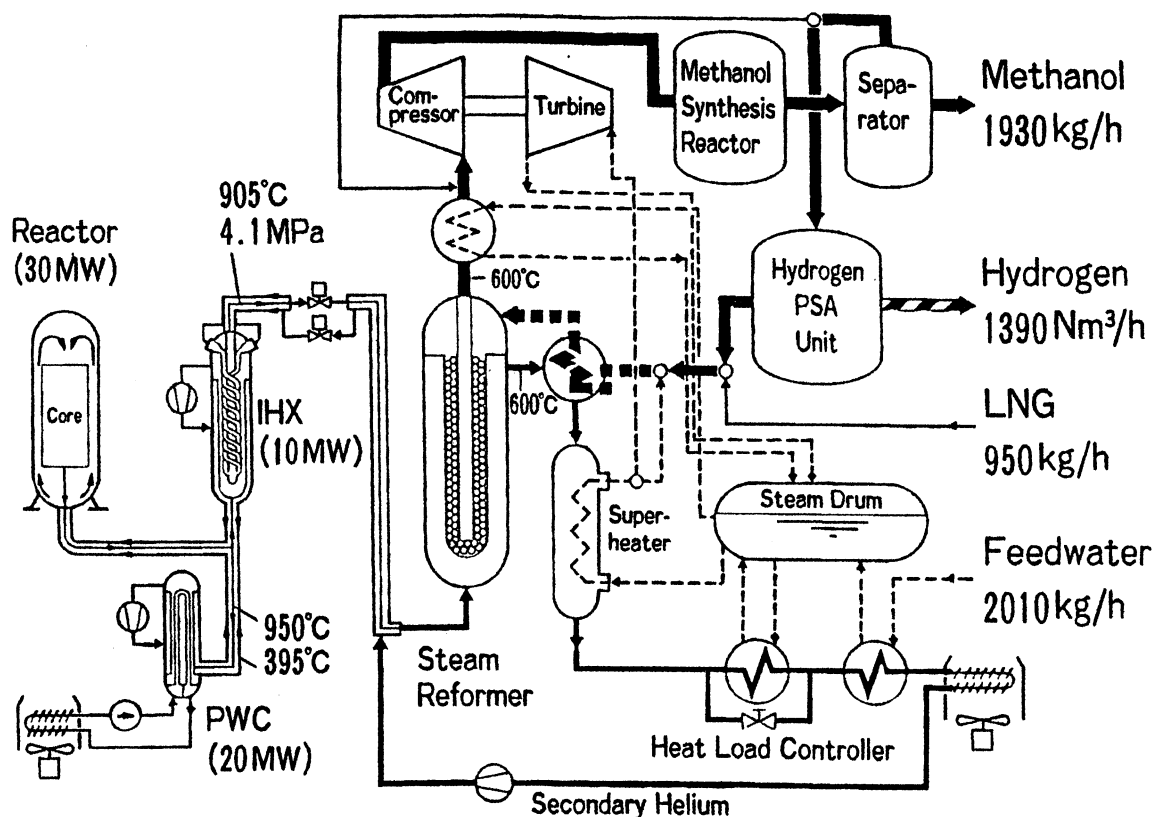 Com-
pressor
Turbine
Methanol
Synthesis
Reactor
Sepa-
rator
Methanol
1930kg/h
905°C
4.1MPa
Reactor
(30MW)
600°C
Hydrogen
PSA
Unit
Hydrogen
1390Nm³/h
Core
IHX
(10MW)
600°C
LNG
950kg/h
Super-
heater
Steam Drum
Feedwater
2010kg/h
950°C
395°C
Steam
Reformer
PWC
(20MW)
Heat Load Controller
Secondary Helium